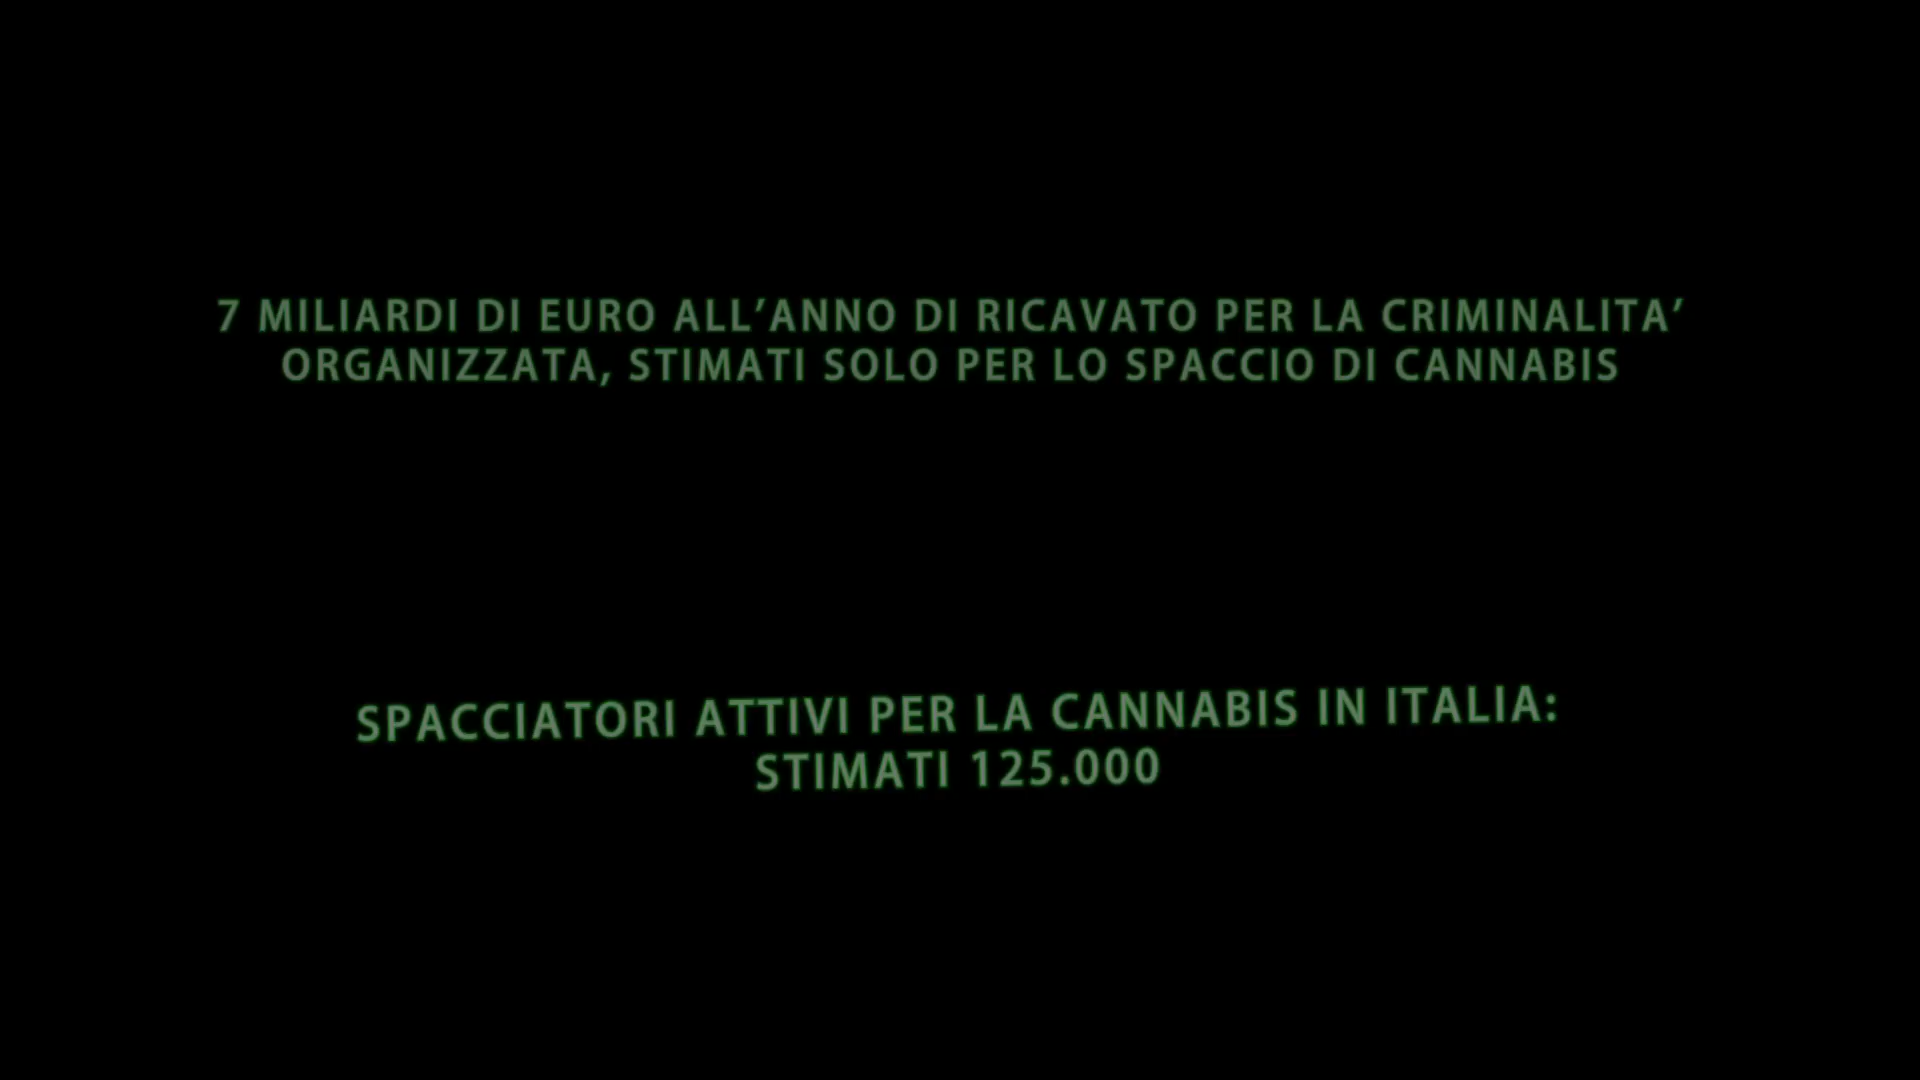 7 MILIARDI DI EURO ALL’ANNO DI RICAVATO PER LA CRIMINALITA’
ORGANIZZATA, STIMATI SOLO PER LO SPACCIO DI CANNABIS
SPACCIATORI ATTIVI PER LA CANNABIS IN ITALIA:
STIMATI 125.000